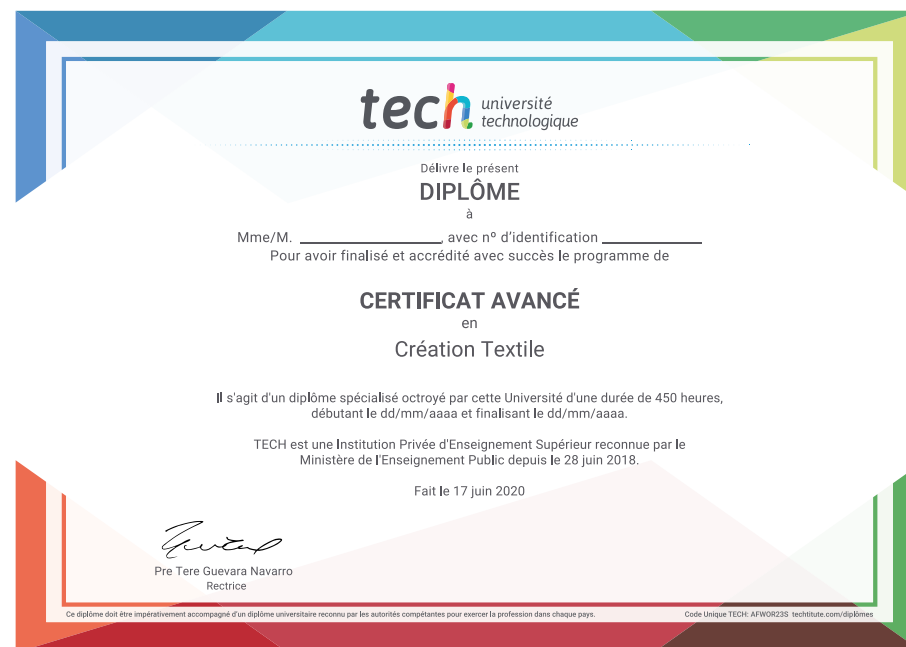 tech université
technologique
Délivre le présent
DIPLÔME
à
Mme/M. ____________, avec nº d'identification ____________
Pour avoir finalisé et accrédité avec succès le programme de
CERTIFICAT AVANCÉ
en
Création Textile
Il s'agit d'un diplôme spécialisé octroyé par cette Université d'une durée de 450 heures,
débutant le dd/mm/aaaa et finalisant le dd/mm/aaaa.
TECH est une Institution Privée d'Enseignement Supérieur reconnue par le
Ministère de l'Enseignement Public depuis le 28 juin 2018.
Fait le 17 juin 2020
Pre Tere Guevara Navarro
Rectrice
Ce diplôme doit être impérativement accompagné d'un diplôme universitaire reconnu par les autorités compétentes pour exercer la profession dans chaque pays.
Code Unique TECH: AFWOR23S techtitute.com/diplômes